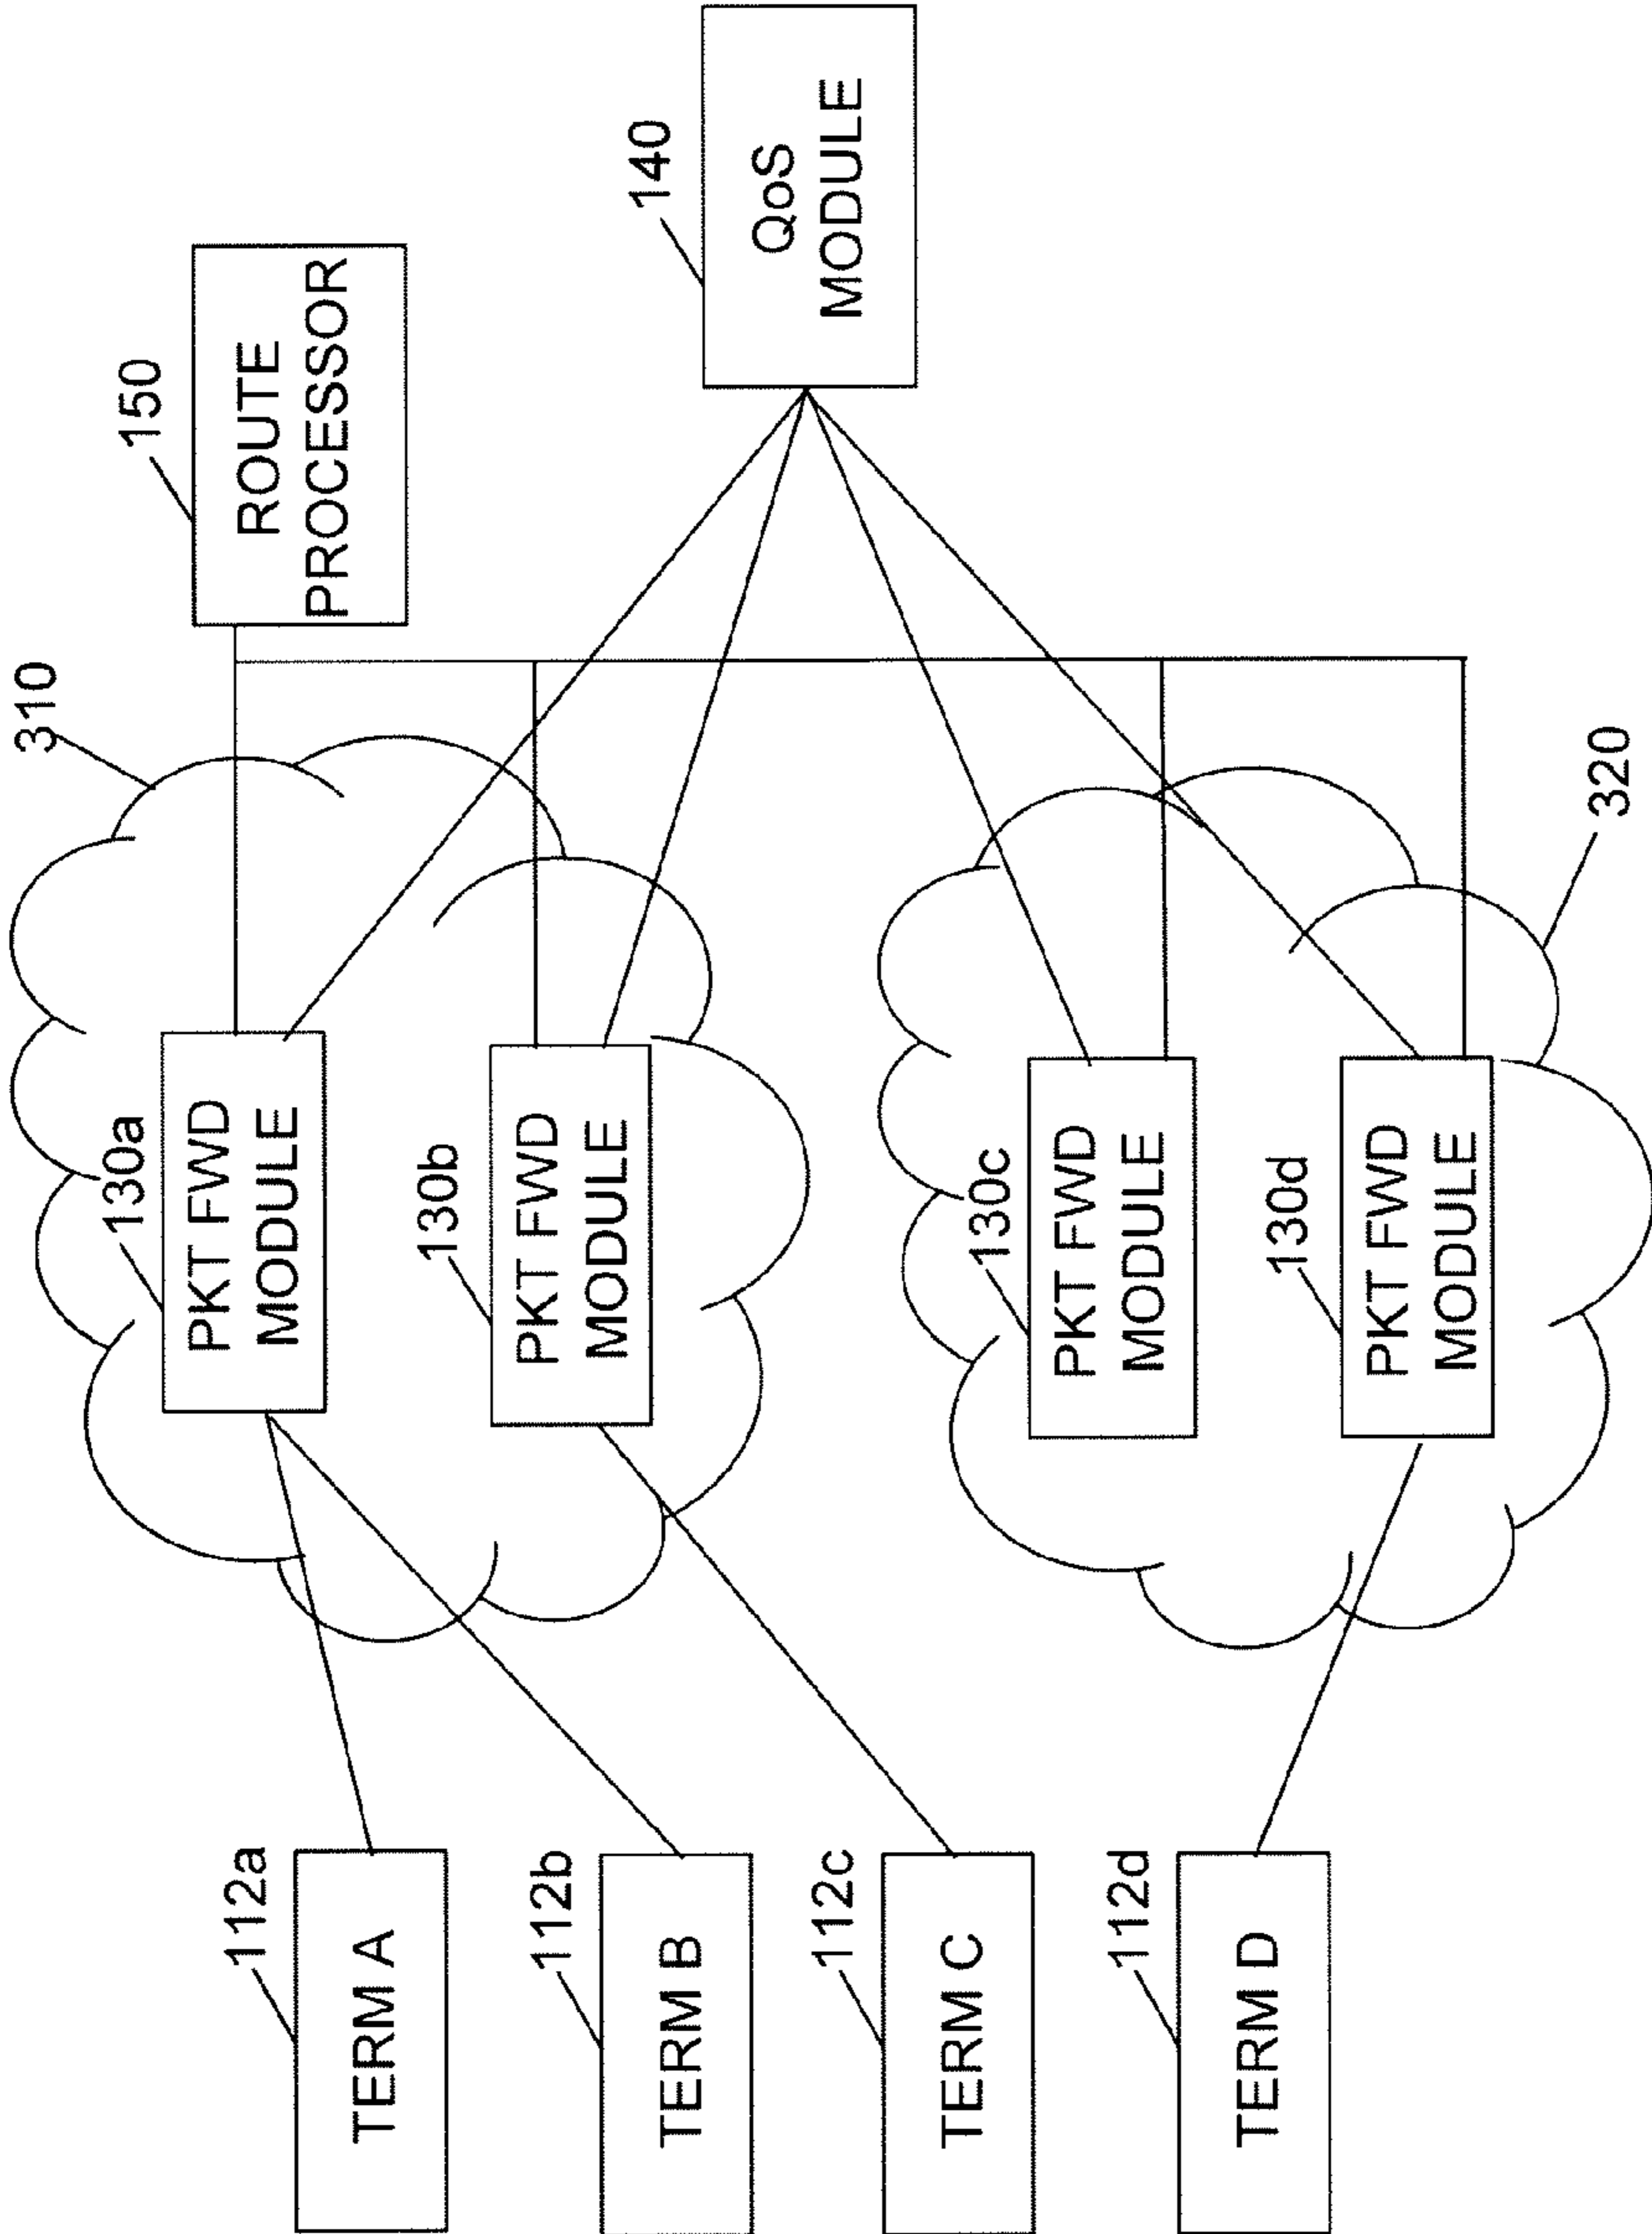 310
150
ROUTE
PROCESSOR
140
QoS
MODULE
130a
PKT FWD
MODULE
130b
PKT FWD
MODULE
130c
PKT FWD
MODULE
130d
PKT FWD
MODULE
320
112a
TERM A
112b
TERM B
112c
TERM C
112d
TERM D